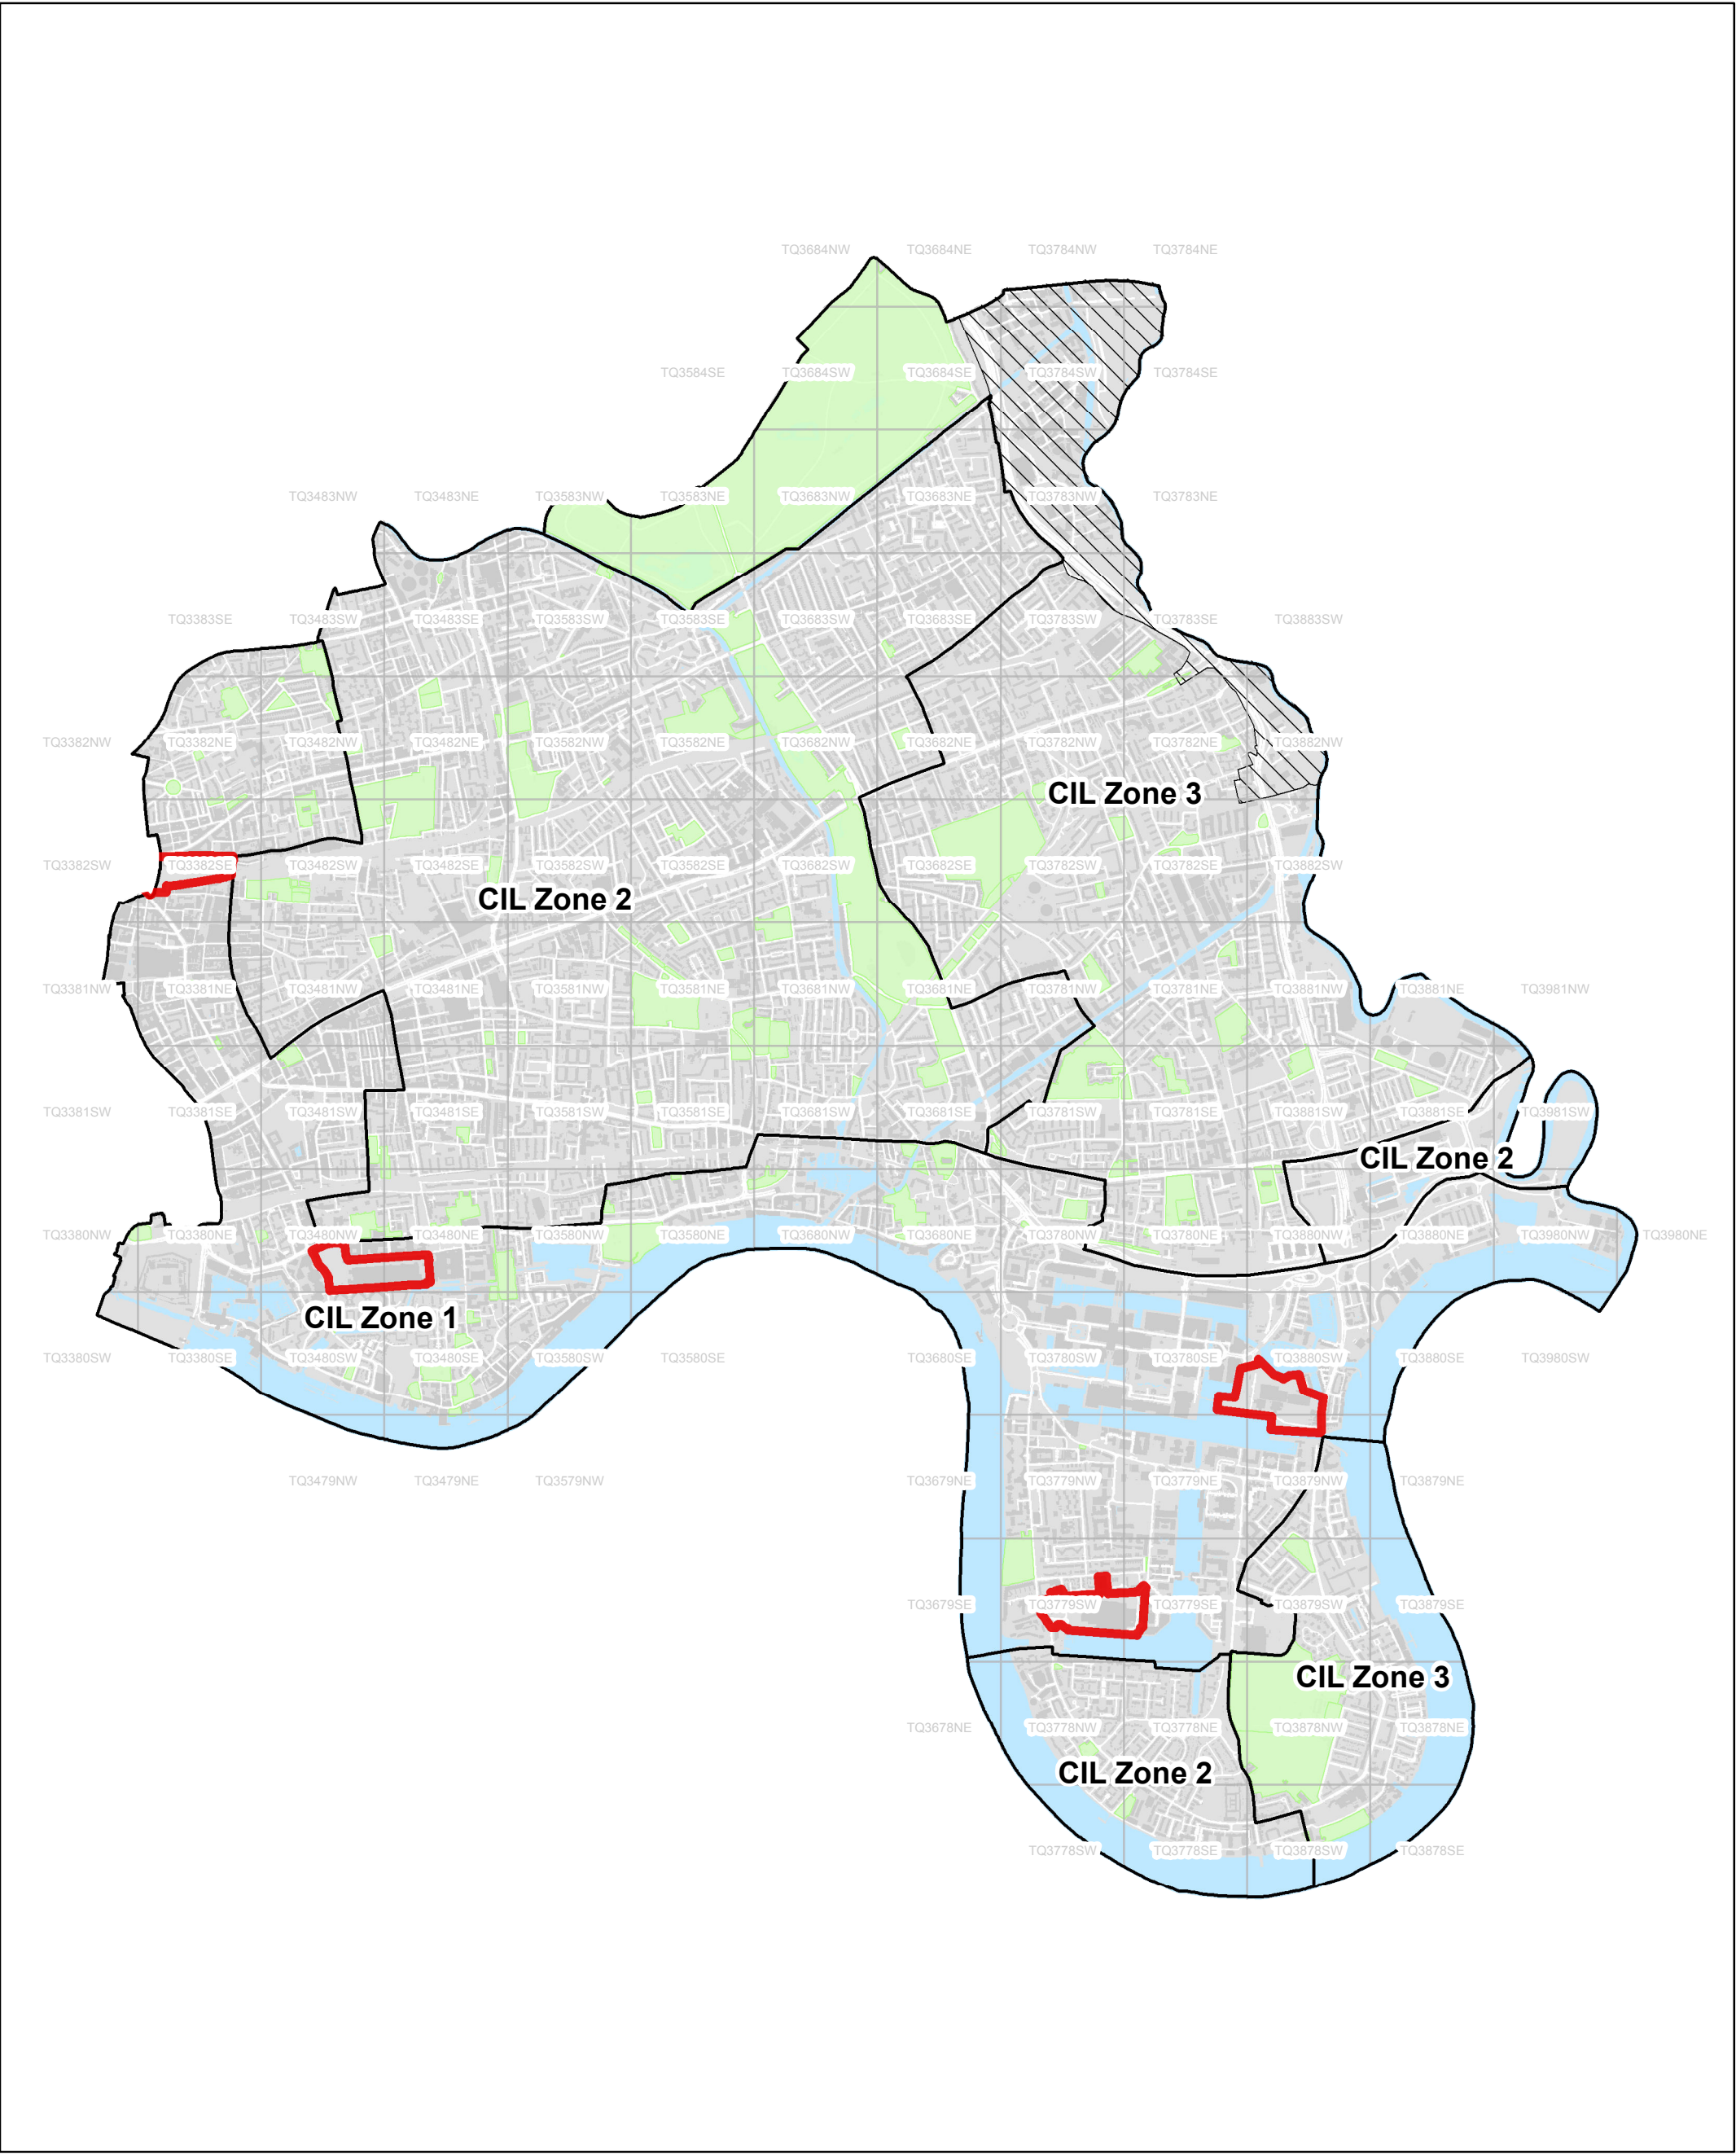 TQ3684NW TQ3684NE TQ3784NW TQ3784NE
TQ3584SE TQ3684SW TQ3684SE TQ3784SW TQ3784SE
TQ3483NW TQ3483NE TQ3583NW TQ3583NE TQ3683NW TQ3683NE TQ3783NW TQ3783NE
TQ3383SE TQ3483SW TQ3483SE TQ3583SW TQ3583SE TQ3683SW TQ3683SE TQ3783SW TQ3783SE TQ3883SW
TQ3382NW TQ3382NE TQ3482NW TQ3482NE TQ3582NW TQ3582NE TQ3682NW TQ3682NE TQ3782NW TQ3782NE TQ3882NW
CIL Zone 3
TQ3382SW TQ3382SE TQ3482SW TQ3482SE TQ3582SW TQ3582SE TQ3682SW TQ3682SE TQ3782SW TQ3782SE TQ3882SW
CIL Zone 2
TQ3381NW TQ3381NE TQ3481NW TQ3481NE TQ3581NW TQ3581NE TQ3681NW TQ3681NE TQ3781NW TQ3781NE TQ3881NW TQ3881NE TQ3981NW
TQ3381SW TQ3381SE TQ3481SW TQ3481SE TQ3581SW TQ3581SE TQ3681SW TQ3681SE TQ3781SW TQ3781SE TQ3881SW TQ3881SE TQ3981SW
CIL Zone 2
TQ3380NW TQ3380NE TQ3480NW TQ3480NE TQ3580NW TQ3580NE TQ3680NW TQ3680NE TQ3780NW TQ3780NE TQ3880NW TQ3880NE TQ3980NW TQ3980NE
CIL Zone 1
TQ3380SW TQ3380SE TQ3480SW TQ3480SE TQ3580SW TQ3580SE TQ3680SE TQ3780SW TQ3780SE TQ3880SW TQ3880SE TQ3980SW
TQ3479NW TQ3479NE TQ3579NW TQ3679NE TQ3779NW TQ3779NE TQ3879NW TQ3879NE
TQ3679SE TQ3779SW TQ3779SE TQ3879SW TQ3879SE
CIL Zone 3
TQ3678NE TQ3778NW TQ3778NE TQ3878NW TQ3878NE
CIL Zone 2
TQ3778SW TQ3778SE TQ3878SW TQ3878SE